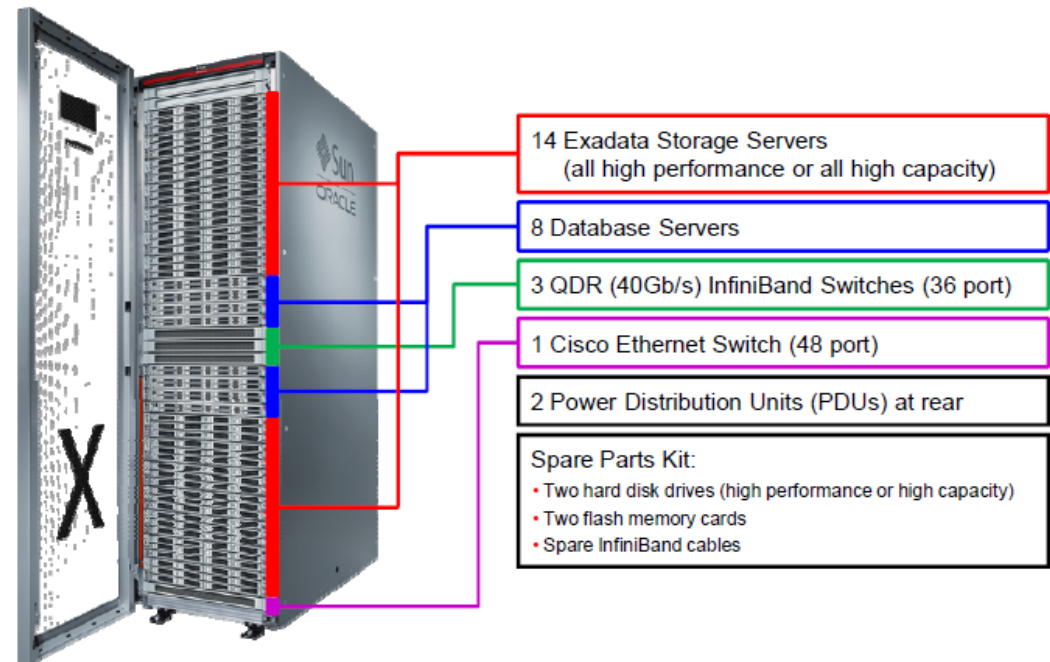 Sun
ORACLE
X
14 Exadata Storage Servers
(all high performance or all high capacity)
8 Database Servers
3 QDR (40Gb/s) InfiniBand Switches (36 port)
1 Cisco Ethernet Switch (48 port)
2 Power Distribution Units (PDUs) at rear
Spare Parts Kit:
• Two hard disk drives (high performance or high capacity)
• Two flash memory cards
• Spare InfiniBand cables